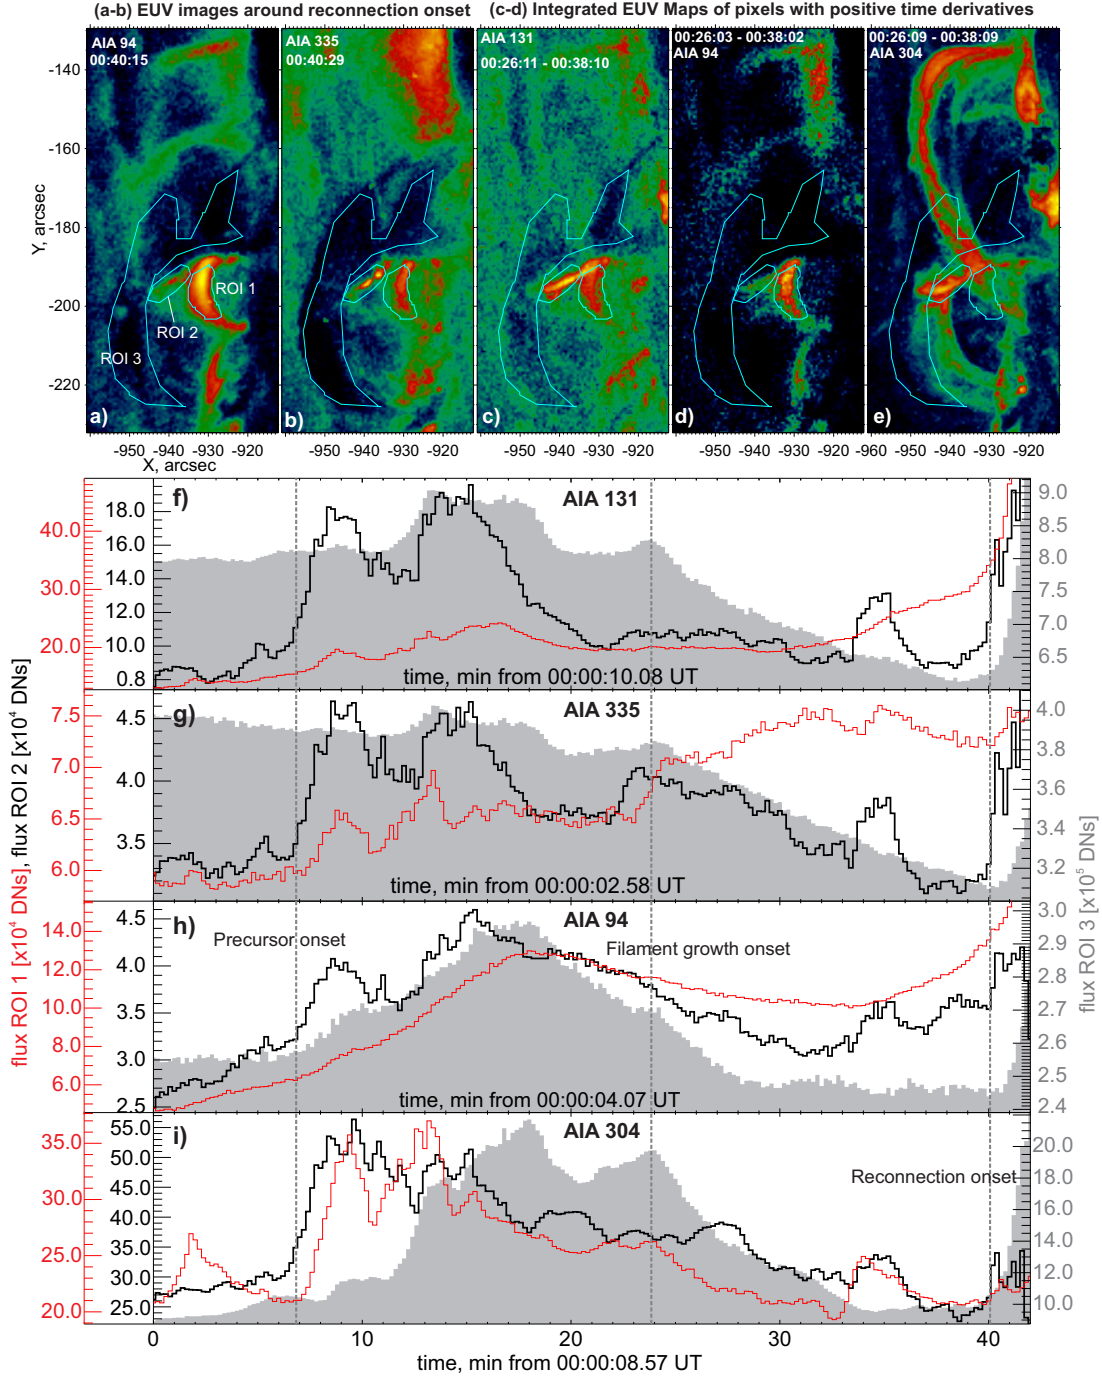 (a-b) EUV images around reconnection onset
(c-d) Integrated EUV Maps of pixels with positive time derivatives
AIA 94
00:40:15
AIA 335
00:40:29
AIA 131
00:26:11 - 00:38:10
00:26:03 - 00:38:02
AIA 94
00:26:09 - 00:38:09
AIA 304
-140
-160
-180
-200
-220
Y, arcsec
ROI 1
ROI 2
ROI 3
a)
b)
c)
d)
e)
-950 -940 -930
-950 -940 -930 -920
-950 -940 -930 -920
-950 -940 -930 -920
-960 -950 -940 -930 -920
X, arcsec
f)
AIA 131
40.0
30.0
20.0
18.0
16.0
14.0
12.0
10.0
0.8
9.0
8.5
8.0
7.5
7.0
6.5
time, min from 00:00:10.08 UT
g)
AIA 335
7.5
7.0
6.5
6.0
4.5
4.0
3.5
4.0
3.8
3.6
3.4
3.2
time, min from 00:00:02.58 UT
h)
AIA 94
Precursor onset
Filament growth onset
14.0
12.0
10.0
8.0
6.0
4.5
4.0
3.5
3.0
2.5
3.0
2.9
2.8
2.7
2.6
2.5
2.4
time, min from 00:00:04.07 UT
i)
AIA 304
Reconnection onset
35.0
30.0
25.0
20.0
55.0
50.0
45.0
40.0
35.0
30.0
25.0
20.0
18.0
16.0
14.0
12.0
10.0
0 10 20 30 40
time, min from 00:00:08.57 UT
flux ROI 1 [x10⁴ DNs], flux ROI 2 [x10⁴ DNs]
flux ROI 3 [x10⁵ DNs]